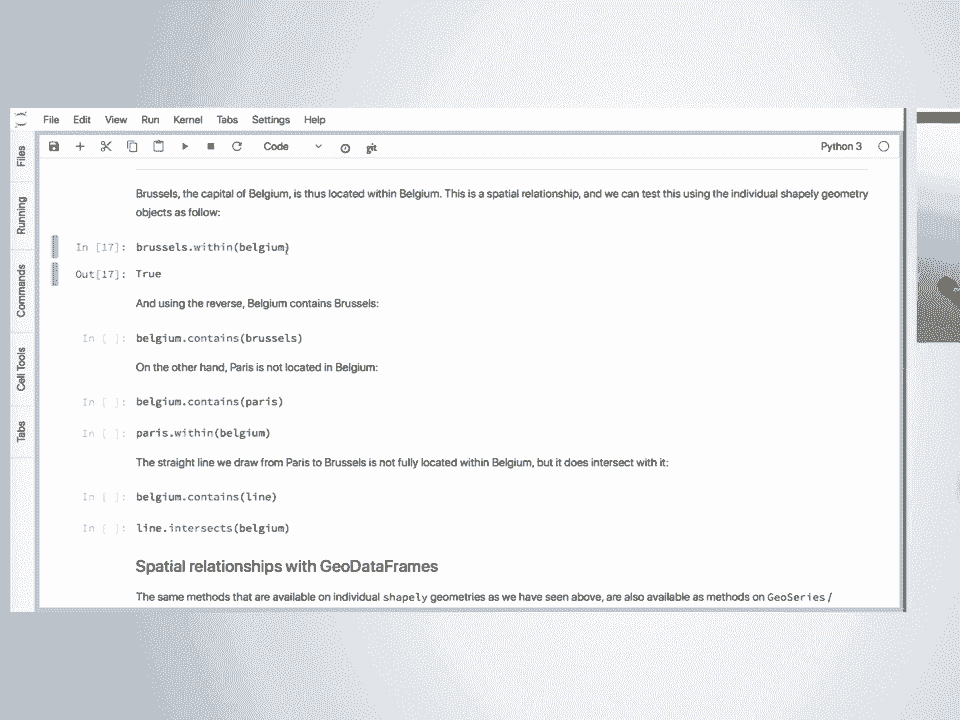 File Edit View Run Kernel Tabs Settings Help
Code git Python 3
Files
Running
Commands
Cell Tools
Tabs
Brussels, the capital of Belgium, is thus located within Belgium. This is a spatial relationship, and we can test this using the individual shapely geometry
objects as follow:
In [17]: brussels.within(belgium)
Out[17]: True
And using the reverse, Belgium contains Brussels:
In [ ]: belgium.contains(brussels)
On the other hand, Paris is not located in Belgium:
In [ ]: belgium.contains(paris)
In [ ]: paris.within(belgium)
The straight line we draw from Paris to Brussels is not fully located within Belgium, but it does intersect with it:
In [ ]: belgium.contains(line)
In [ ]: line.intersects(belgium)
Spatial relationships with GeoDataFrames
The same methods that are available on individual shapely geometries as we have seen above, are also available as methods on GeoSeries /